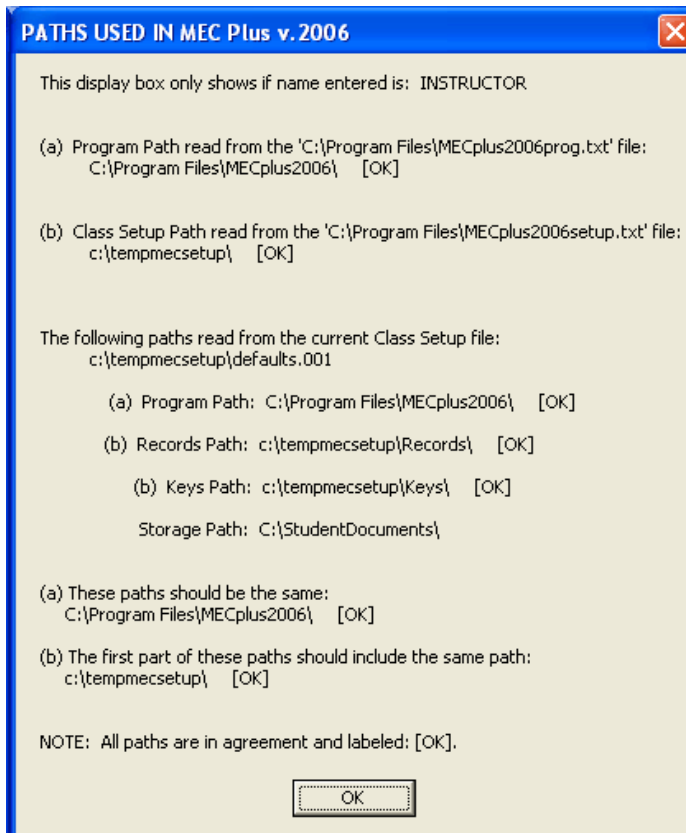 PATHS USED IN MEC Plus v.2006
This display box only shows if name entered is:  INSTRUCTOR
(a)  Program Path read from the 'C:\Program Files\MECplus2006prog.txt' file:
C:\Program Files\MECplus2006\    [OK]
(b)  Class Setup Path read from the 'C:\Program Files\MECplus2006setup.txt' file:
c:\tempmecsetup\    [OK]
The following paths read from the current Class Setup file:
c:\tempmecsetup\defaults.001
(a)  Program Path:  C:\Program Files\MECplus2006\    [OK]
(b)  Records Path:  c:\tempmecsetup\Records\    [OK]
(b)  Keys Path:  c:\tempmecsetup\Keys\    [OK]
Storage Path:  C:\StudentDocuments\
(a) These paths should be the same:
C:\Program Files\MECplus2006\    [OK]
(b) The first part of these paths should include the same path:
c:\tempmecsetup\    [OK]
NOTE:  All paths are in agreement and labeled: [OK].
OK